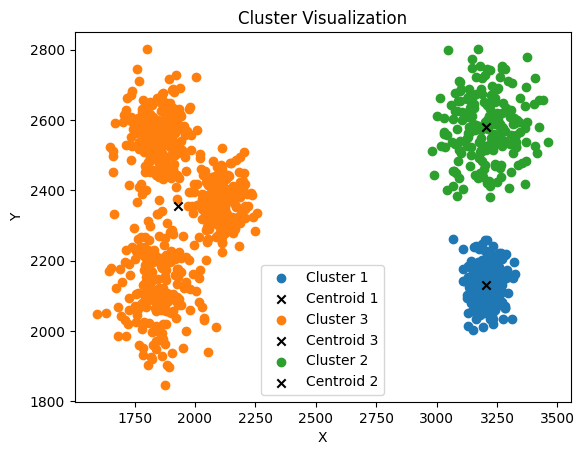 Cluster Visualization
2800
2600
2400
2200
2000
1800
Y
Cluster 1
Centroid 1
Cluster 3
Centroid 3
Cluster 2
Centroid 2
1750
2000
2250
2500
2750
3000
3250
3500
X